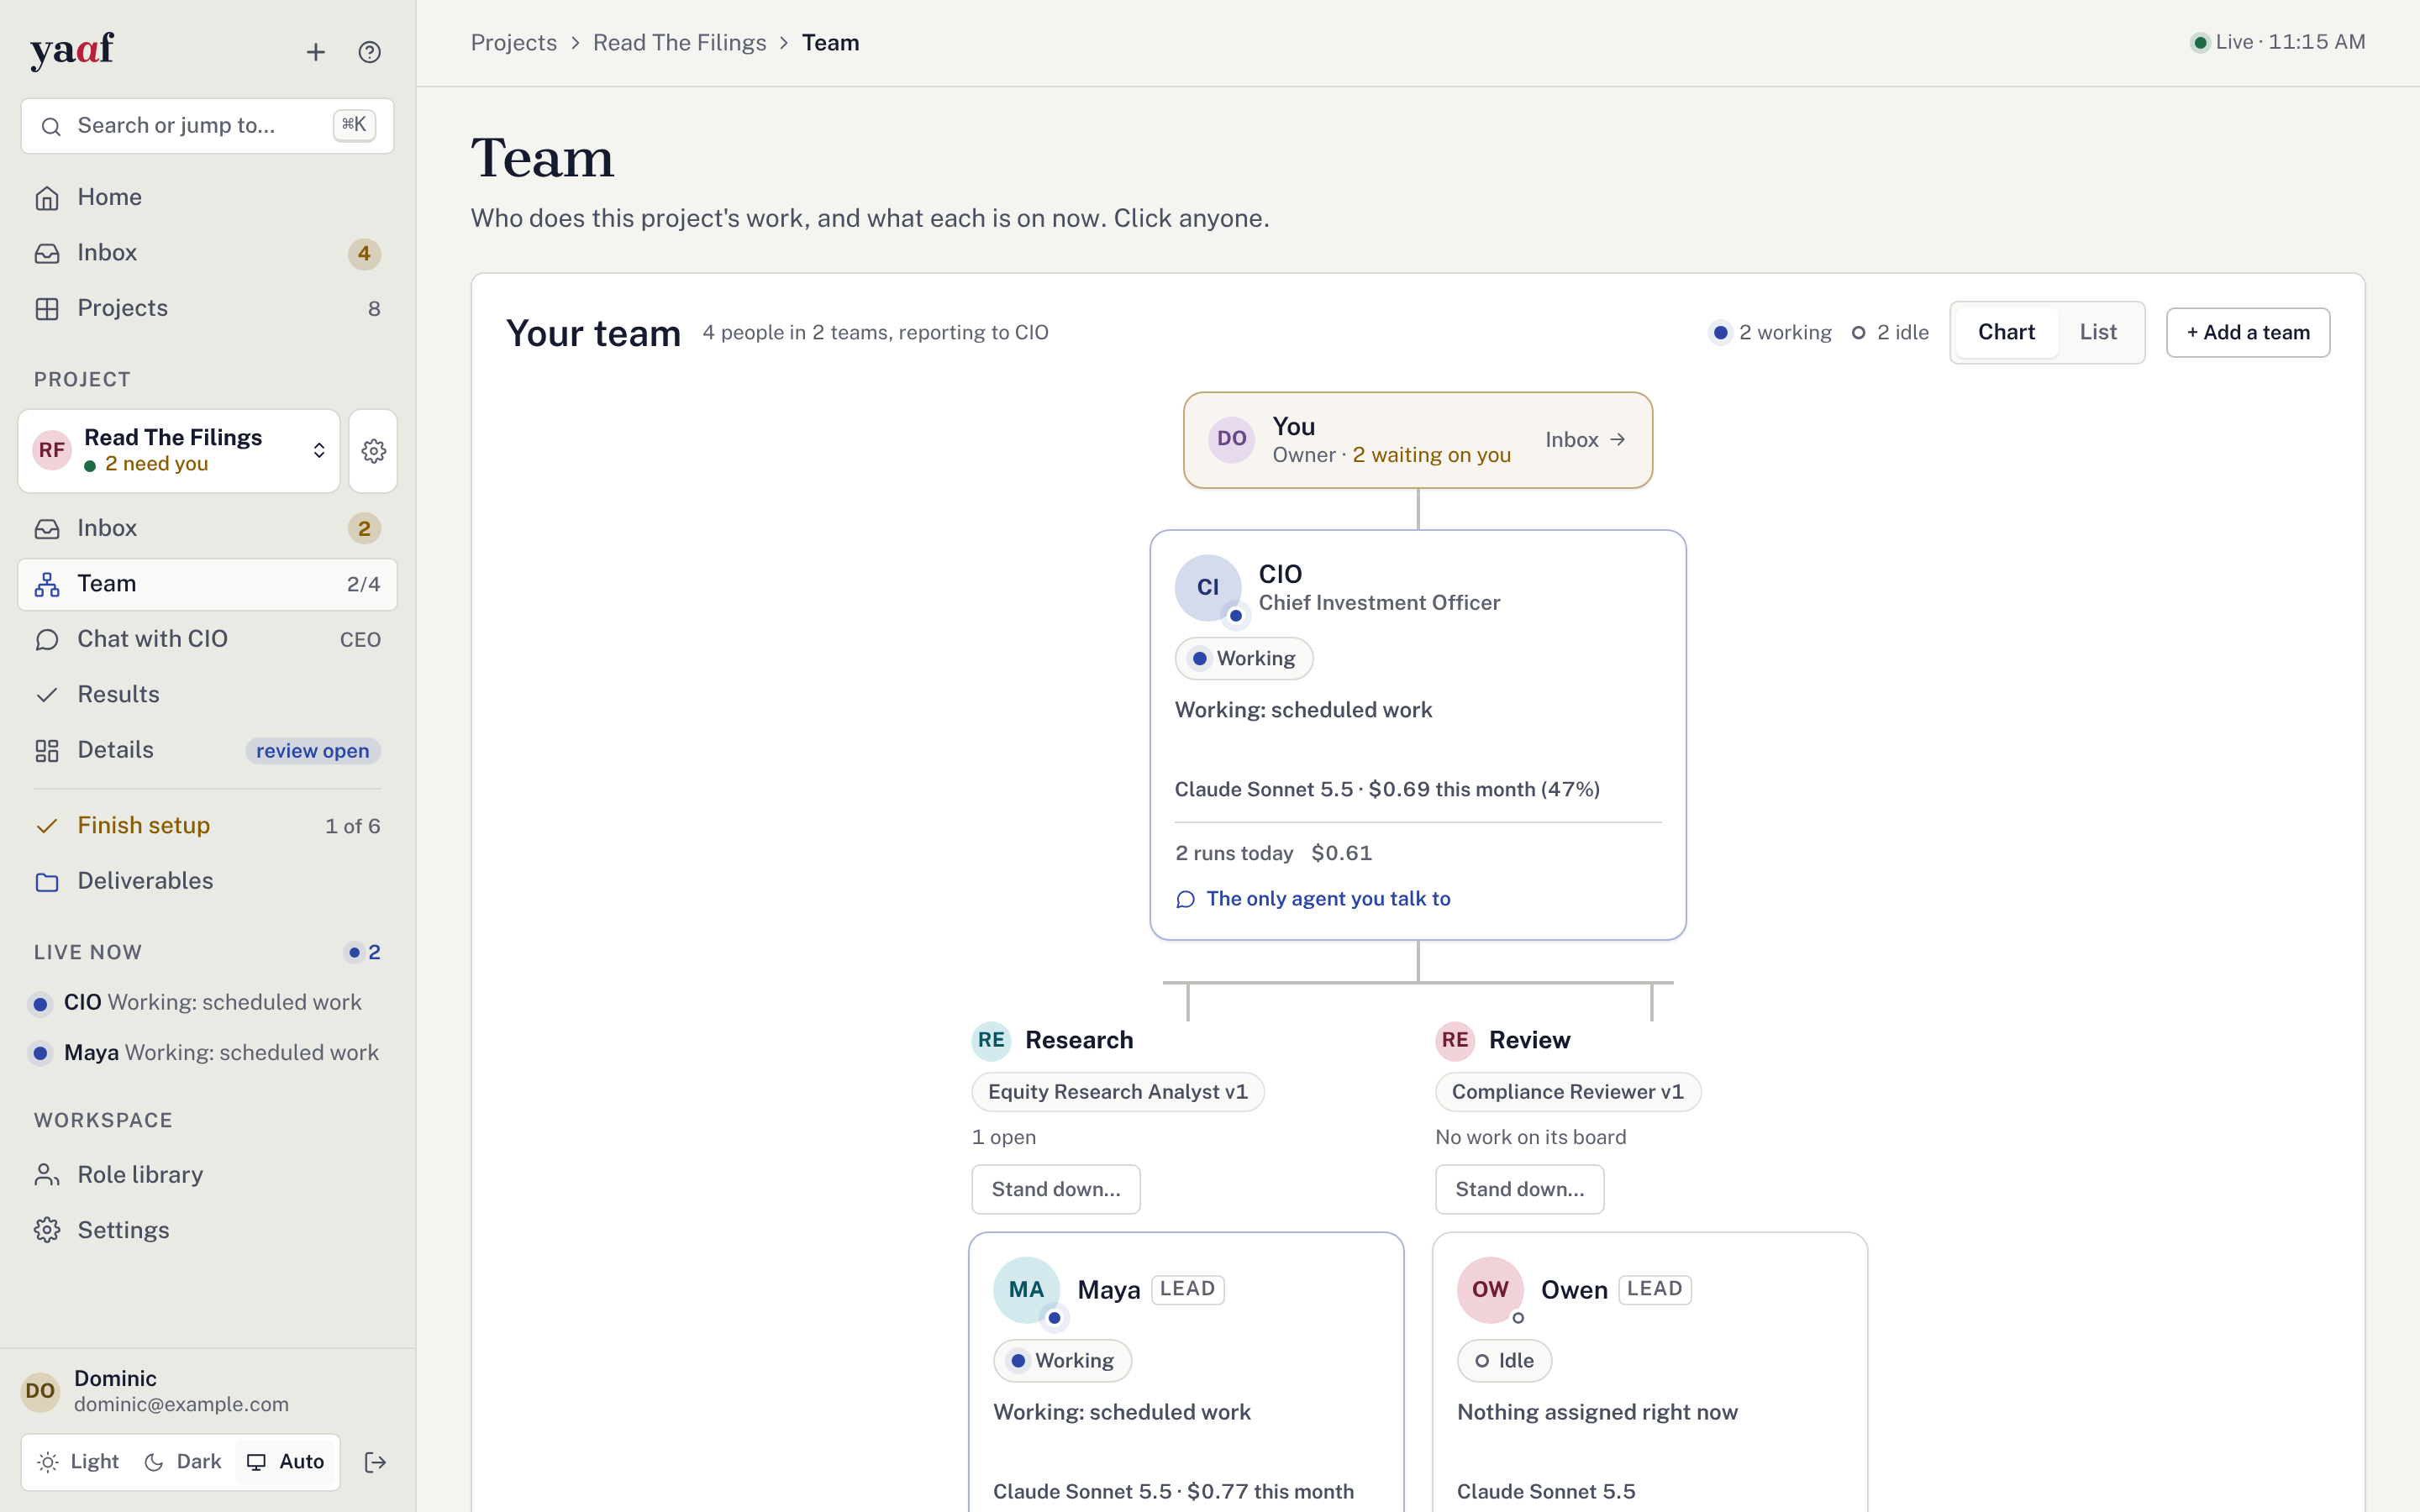 yaaf
Search or jump to...
⌘K
Home
Inbox 4
Projects 8
PROJECT
RF Read The Filings
2 need you
Inbox 2
Team 2/4
Chat with CIO CEO
Results
Details review open
Finish setup 1 of 6
Deliverables
LIVE NOW 2
CIO Working: scheduled work
Maya Working: scheduled work
WORKSPACE
Role library
Settings
DO Dominic
dominic@example.com
Light Dark Auto
Projects > Read The Filings > Team
Live · 11:15 AM
Team
Who does this project's work, and what each is on now. Click anyone.
Your team 4 people in 2 teams, reporting to CIO
2 working 2 idle Chart List + Add a team
DO You
Owner · 2 waiting on you
Inbox →
CI CIO
Chief Investment Officer
Working
Working: scheduled work
Claude Sonnet 5.5 · $0.69 this month (47%)
2 runs today $0.61
The only agent you talk to
RE Research
Equity Research Analyst v1
1 open
Stand down...
MA Maya LEAD
Working
Working: scheduled work
Claude Sonnet 5.5 · $0.77 this month
RE Review
Compliance Reviewer v1
No work on its board
Stand down...
OW Owen LEAD
Idle
Nothing assigned right now
Claude Sonnet 5.5